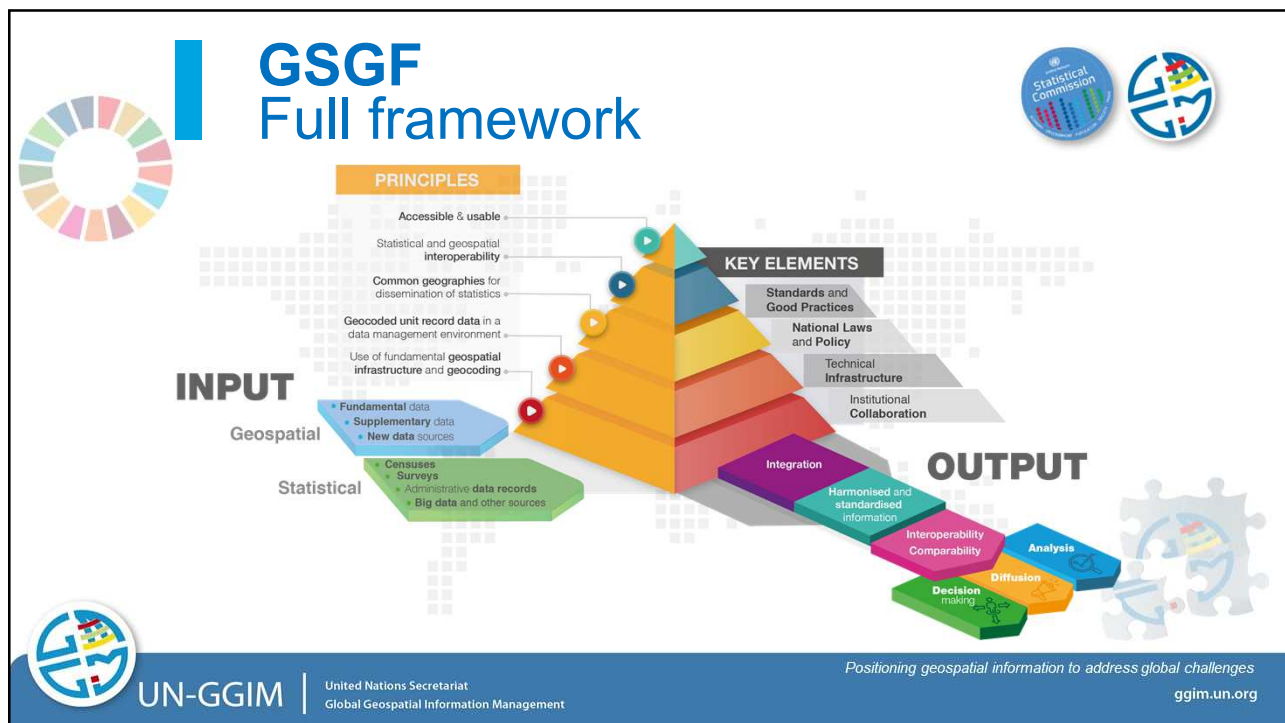 GSGF
Full framework
United Nations
Statistical
Commission
PRINCIPLES
Accessible & usable
Statistical and geospatial
interoperability
Common geographies for
dissemination of statistics
Geocoded unit record data in a
data management environment
Use of fundamental geospatial
infrastructure and geocoding
KEY ELEMENTS
Standards and
Good Practices
National Laws
and Policy
Technical
Infrastructure
Institutional
Collaboration
INPUT
Geospatial
Fundamental data
Supplementary data
New data sources
Statistical
Censuses
Surveys
Administrative data records
Big data and other sources
OUTPUT
Integration
Harmonised and
standardised
information
Interoperability
Comparability
Analysis
Diffusion
Decision
making
UN-GGIM
United Nations Secretariat
Global Geospatial Information Management
Positioning geospatial information to address global challenges
ggim.un.org